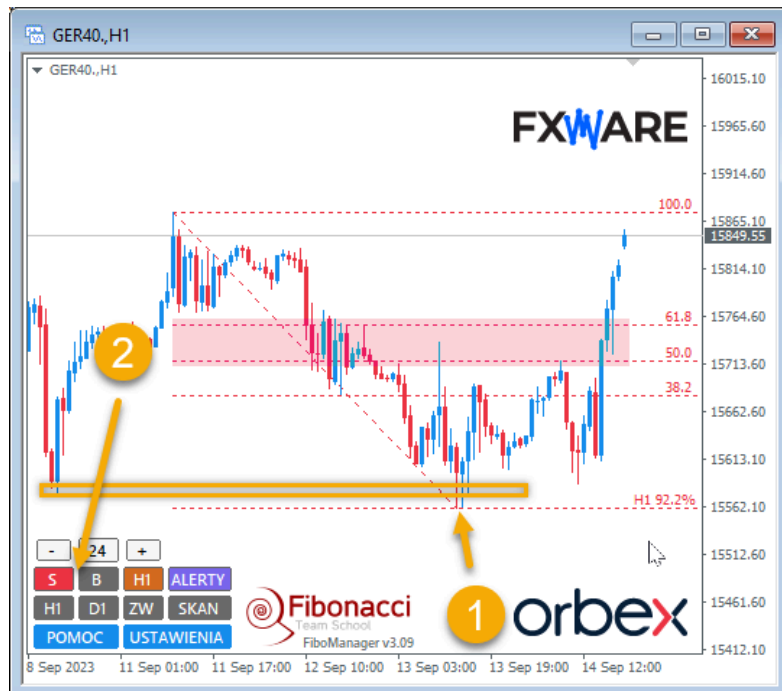 GER40.,H1
GER40.,H1
16015.10
FXWARE
15965.60
15914.60
100.0
15865.10
15849.55
15814.10
61.8
15764.60
2
50.0
15713.60
38.2
15662.60
15613.10
H1 92.2%
15562.10
- 24 +
15512.60
S B H1 ALERTY
H1 D1 ZW SKAN
POMOC USTAWIENIA
Fibonacci
Team School
FiboManager v3.09
1
orbex
15461.60
15412.10
8 Sep 2023 11 Sep 01:00 11 Sep 17:00 12 Sep 10:00 13 Sep 03:00 13 Sep 19:00 14 Sep 12:00